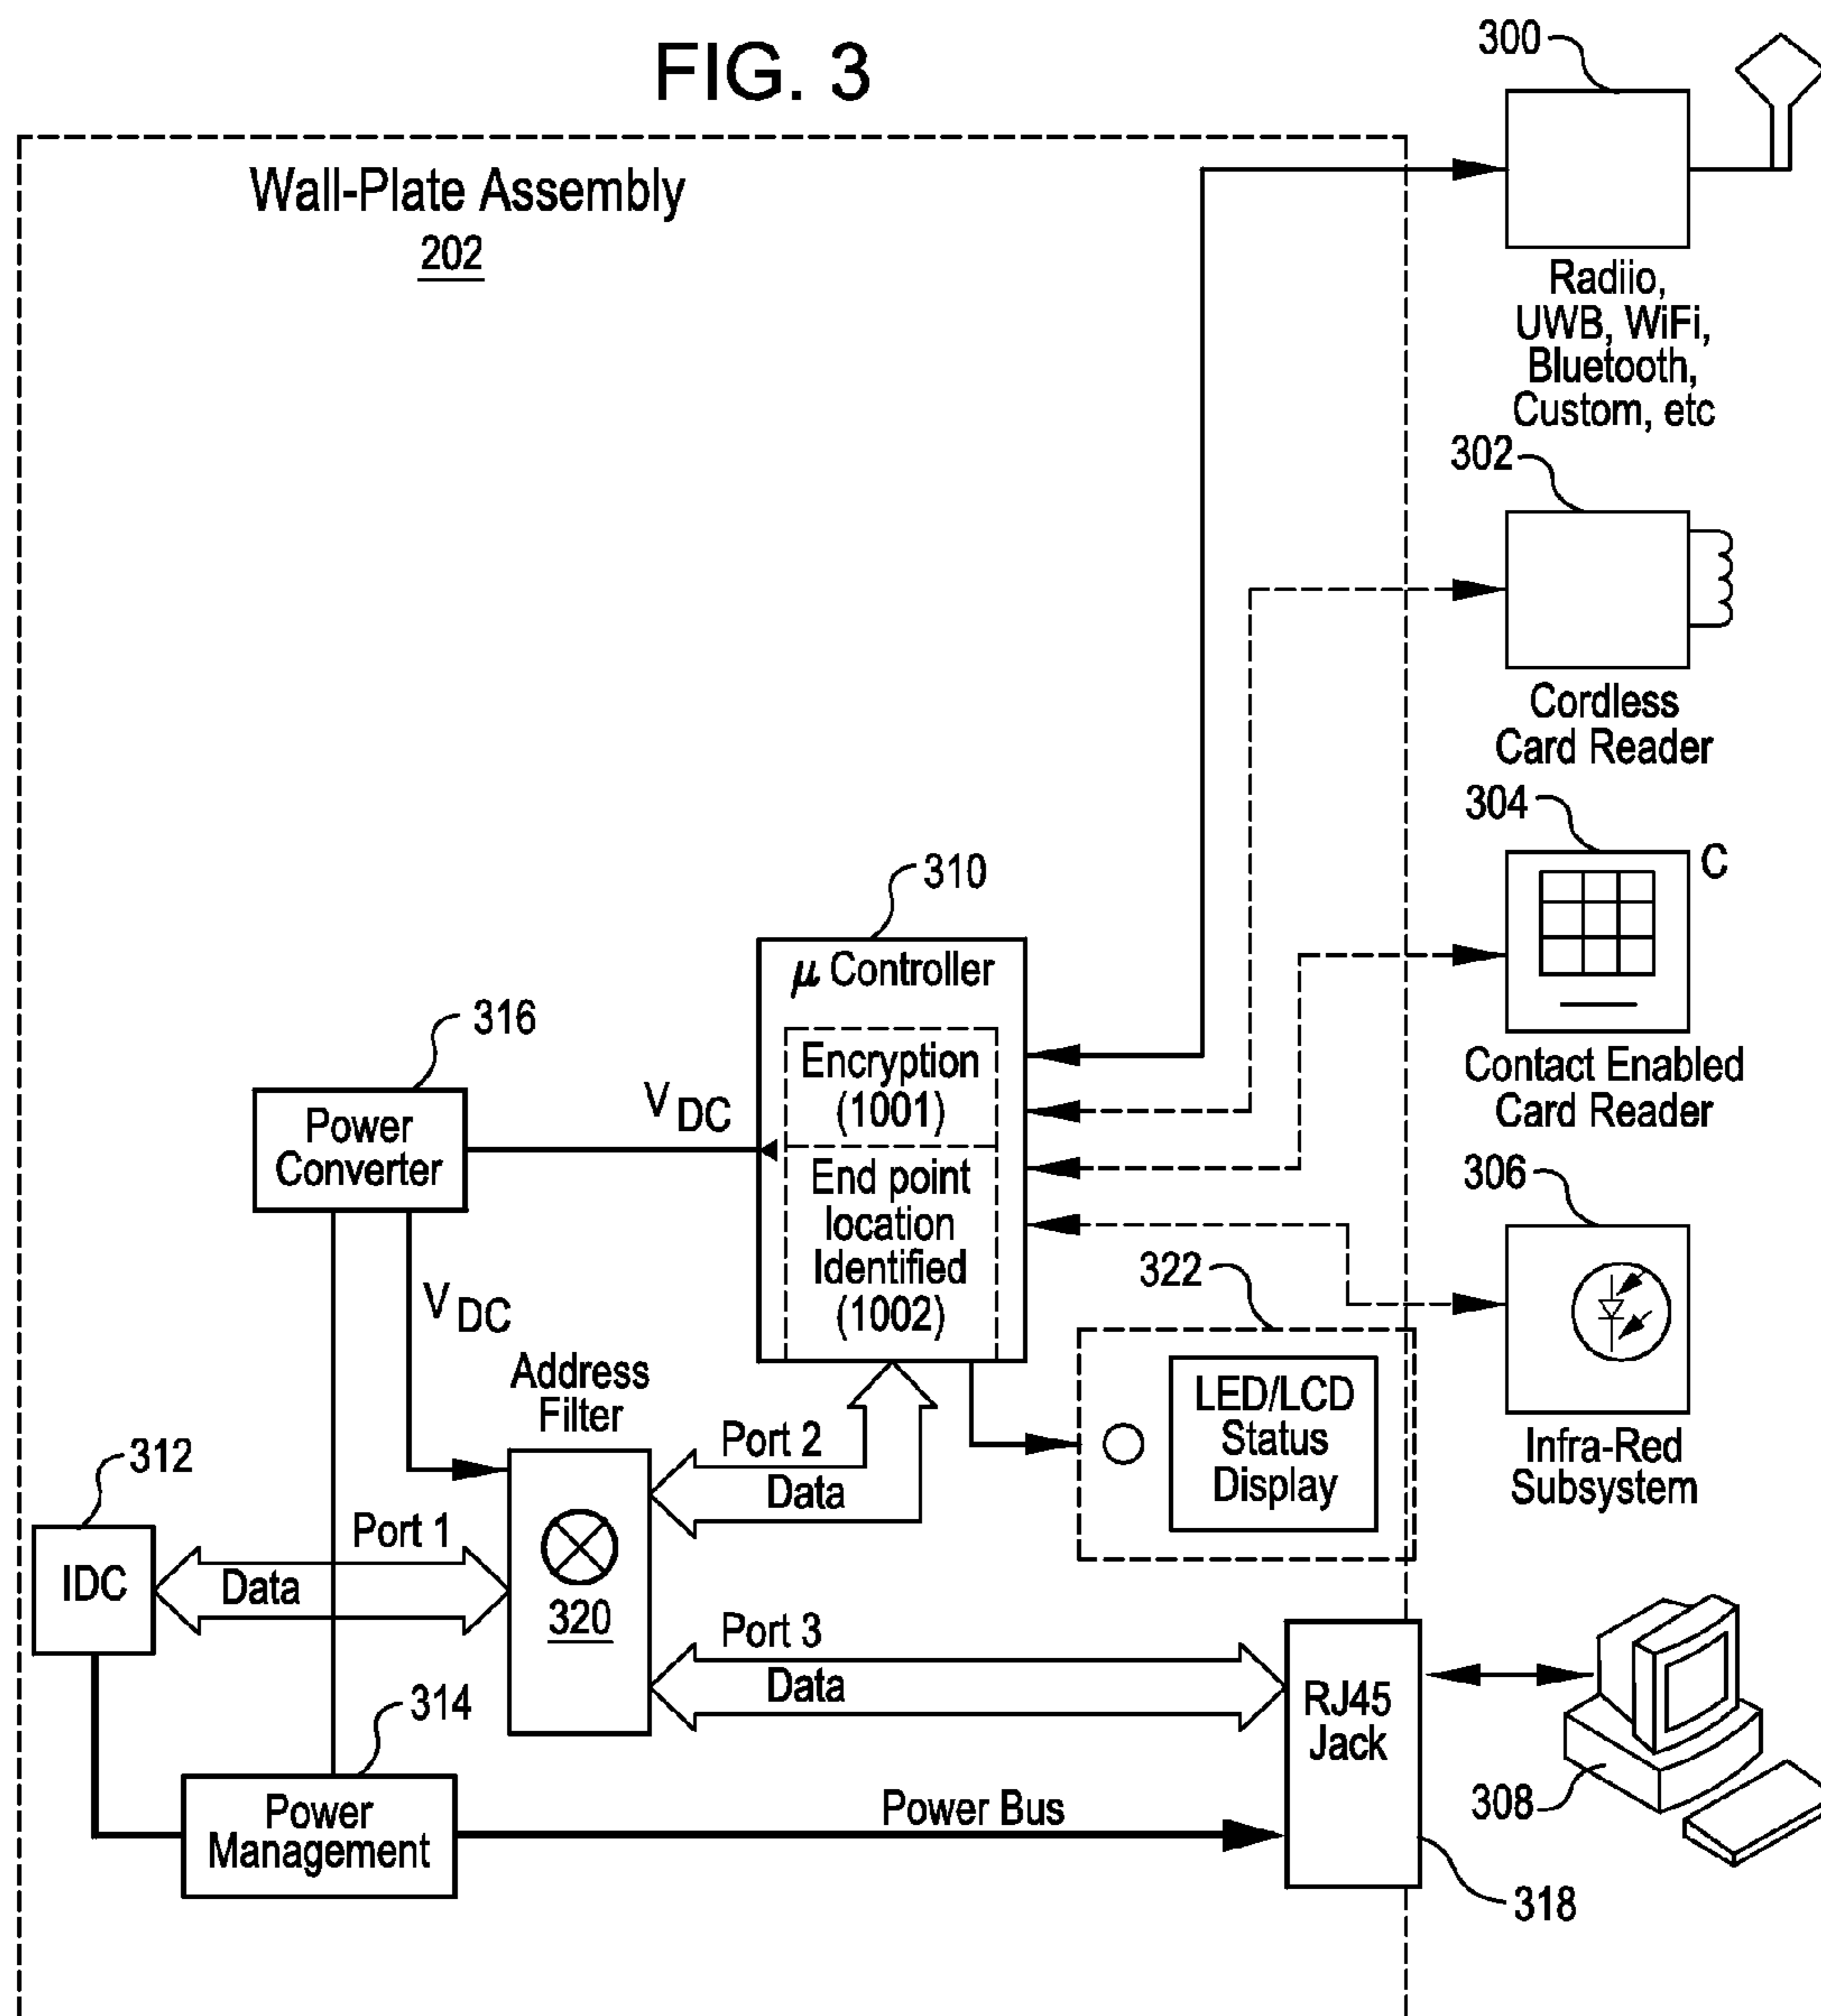 FIG. 3
Wall-Plate Assembly
202
300
Radiio,
UWB, WiFi,
Bluetooth,
Custom, etc
302
Cordless
Card Reader
304
C
Contact Enabled
Card Reader
306
Infra-Red
Subsystem
310
μ Controller
Encryption
(1001)
End point
location
Identified
(1002)
316
Power
Converter
VDC
VDC
322
LED/LCD
Status
Display
Address
Filter
320
312
IDC
Port 1
Data
Port 2
Data
Port 3
Data
RJ45
Jack
318
308
314
Power
Management
Power Bus